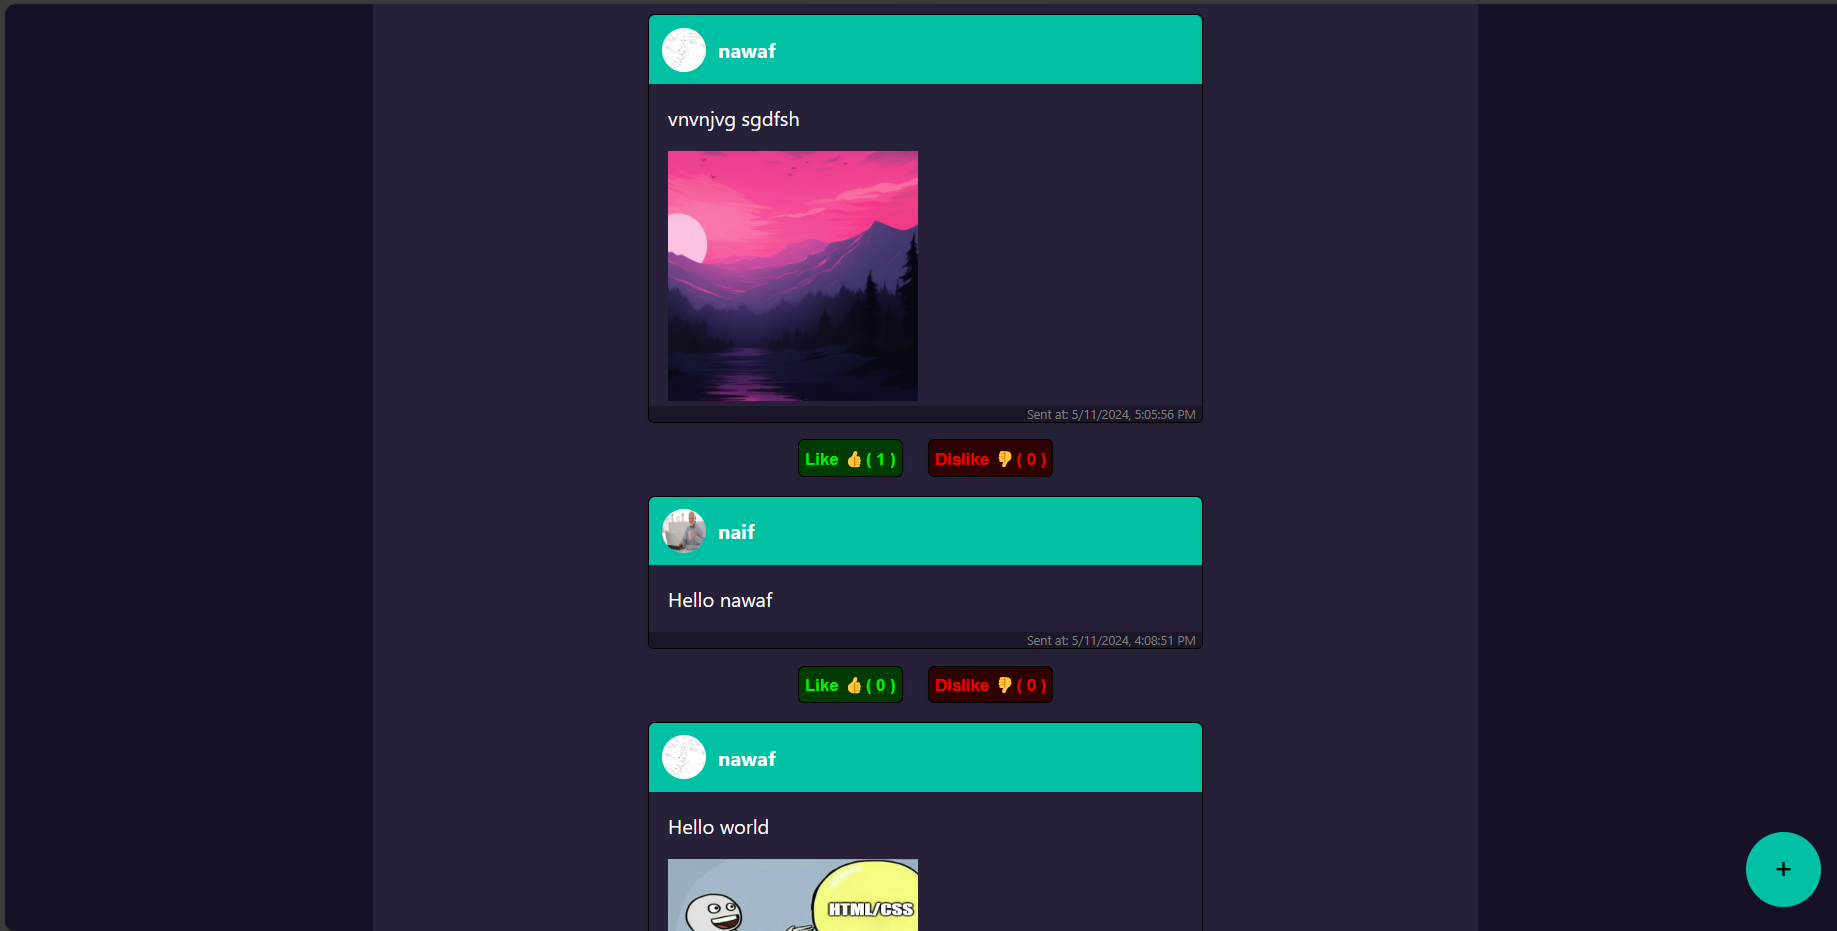 nawaf
vnvnjvg sgdfsh
Sent at: 5/11/2024, 5:05:56 PM
Like 👍 ( 1 ) Dislike 👎 ( 0 )
naif
Hello nawaf
Sent at: 5/11/2024, 4:08:51 PM
Like 👍 ( 0 ) Dislike 👎 ( 0 )
nawaf
Hello world
HTML/CSS
+